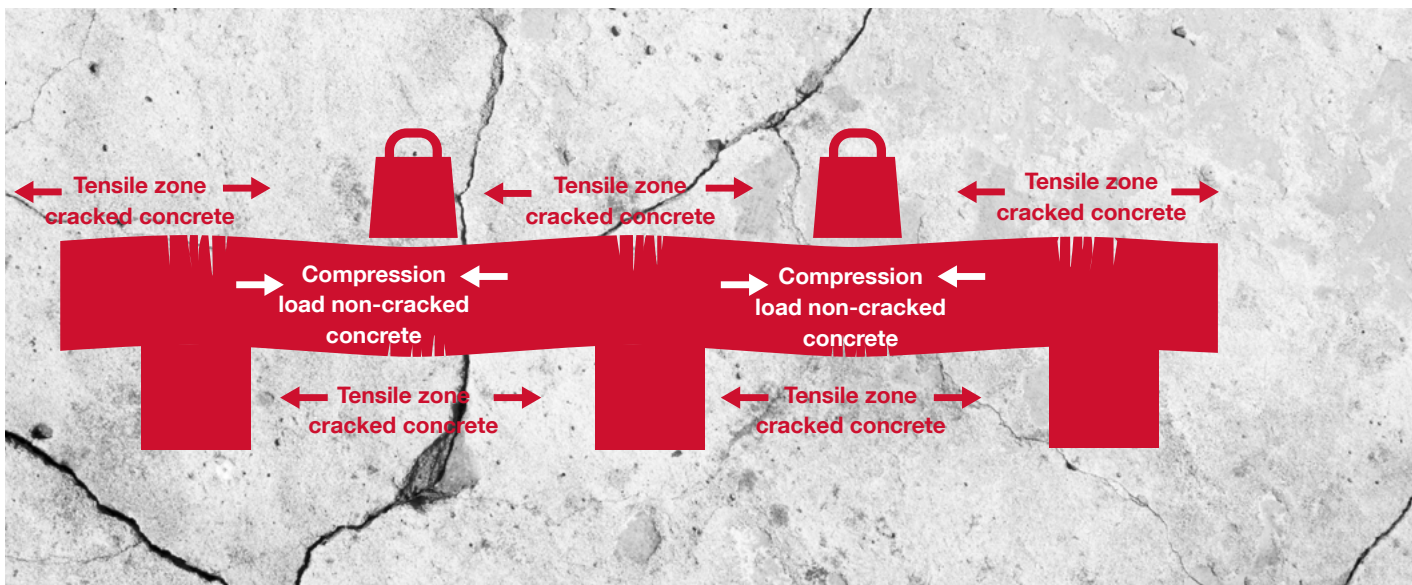 Tensile zone
cracked concrete
Tensile zone
cracked concrete
Tensile zone
cracked concrete
Compression
load non-cracked
concrete
Compression
load non-cracked
concrete
Tensile zone
cracked concrete
Tensile zone
cracked concrete